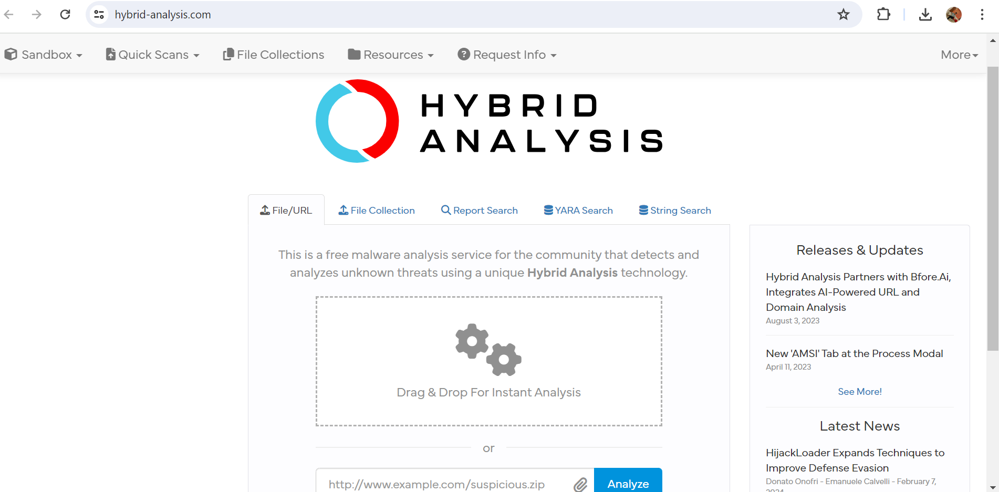 hybrid-analysis.com
Sandbox
Quick Scans
File Collections
Resources
Request Info
More
HYBRID
ANALYSIS
File/URL
File Collection
Report Search
YARA Search
String Search
This is a free malware analysis service for the community that detects and
analyzes unknown threats using a unique Hybrid Analysis technology.
Drag & Drop For Instant Analysis
or
http://www.example.com/suspicious.zip
Analyze
Releases & Updates
Hybrid Analysis Partners with Bfore.Ai,
Integrates AI-Powered URL and
Domain Analysis
August 3, 2023
New 'AMSI' Tab at the Process Modal
April 11, 2023
See More!
Latest News
HijackLoader Expands Techniques to
Improve Defense Evasion
Donato Onofri - Emanuele Calvelli - February 7,
2024